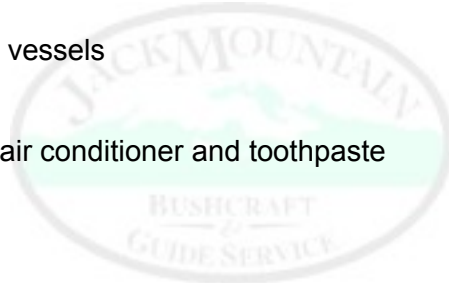 vessels
air conditioner and toothpaste
JACK MOUNTAIN
BUSHCRAFT
&
GUIDE SERVICE